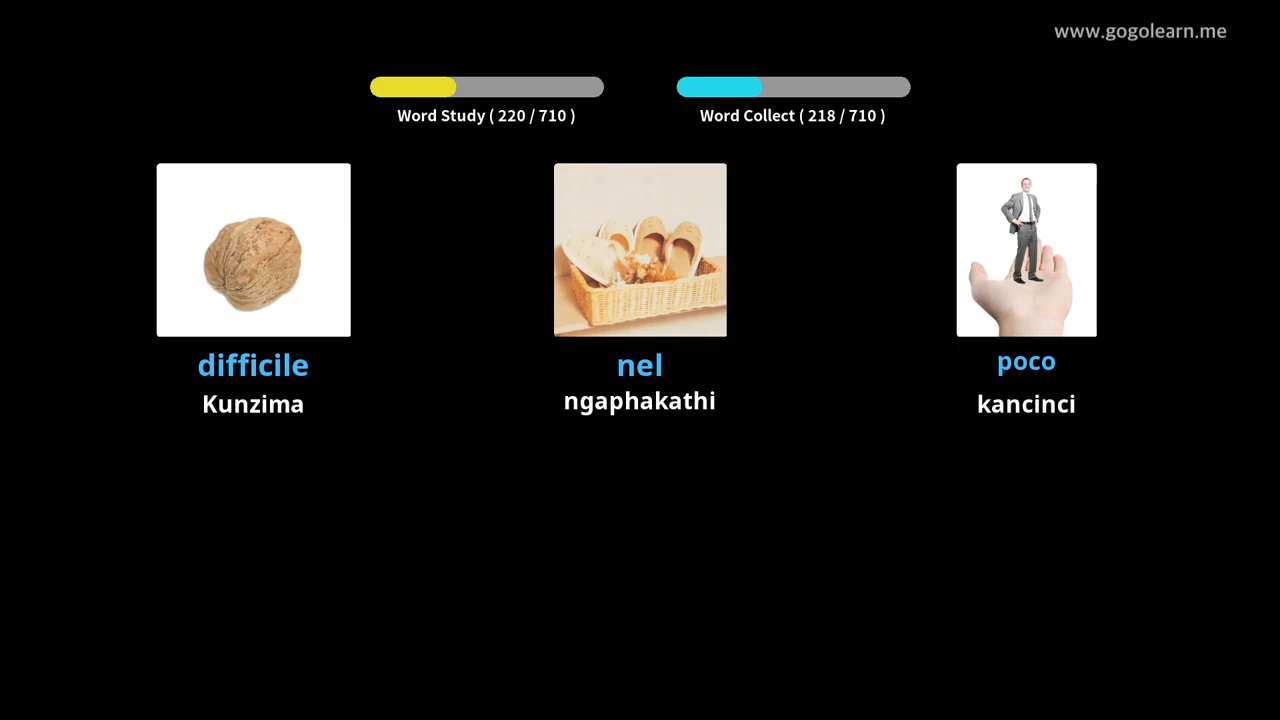 www.gogolearn.me
Word Study ( 220 / 710 )
Word Collect ( 218 / 710 )
difficile
Kunzima
nel
ngaphakathi
poco
kancinci